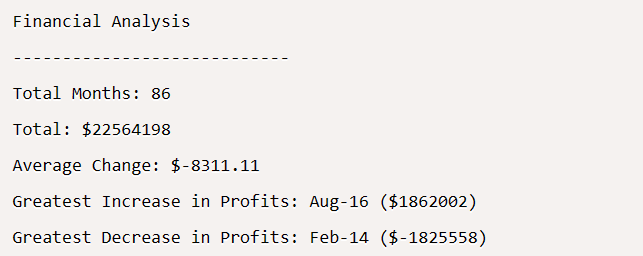 Financial Analysis
----------------------------
Total Months: 86
Total: $22564198
Average Change: $-8311.11
Greatest Increase in Profits: Aug-16 ($1862002)
Greatest Decrease in Profits: Feb-14 ($-1825558)